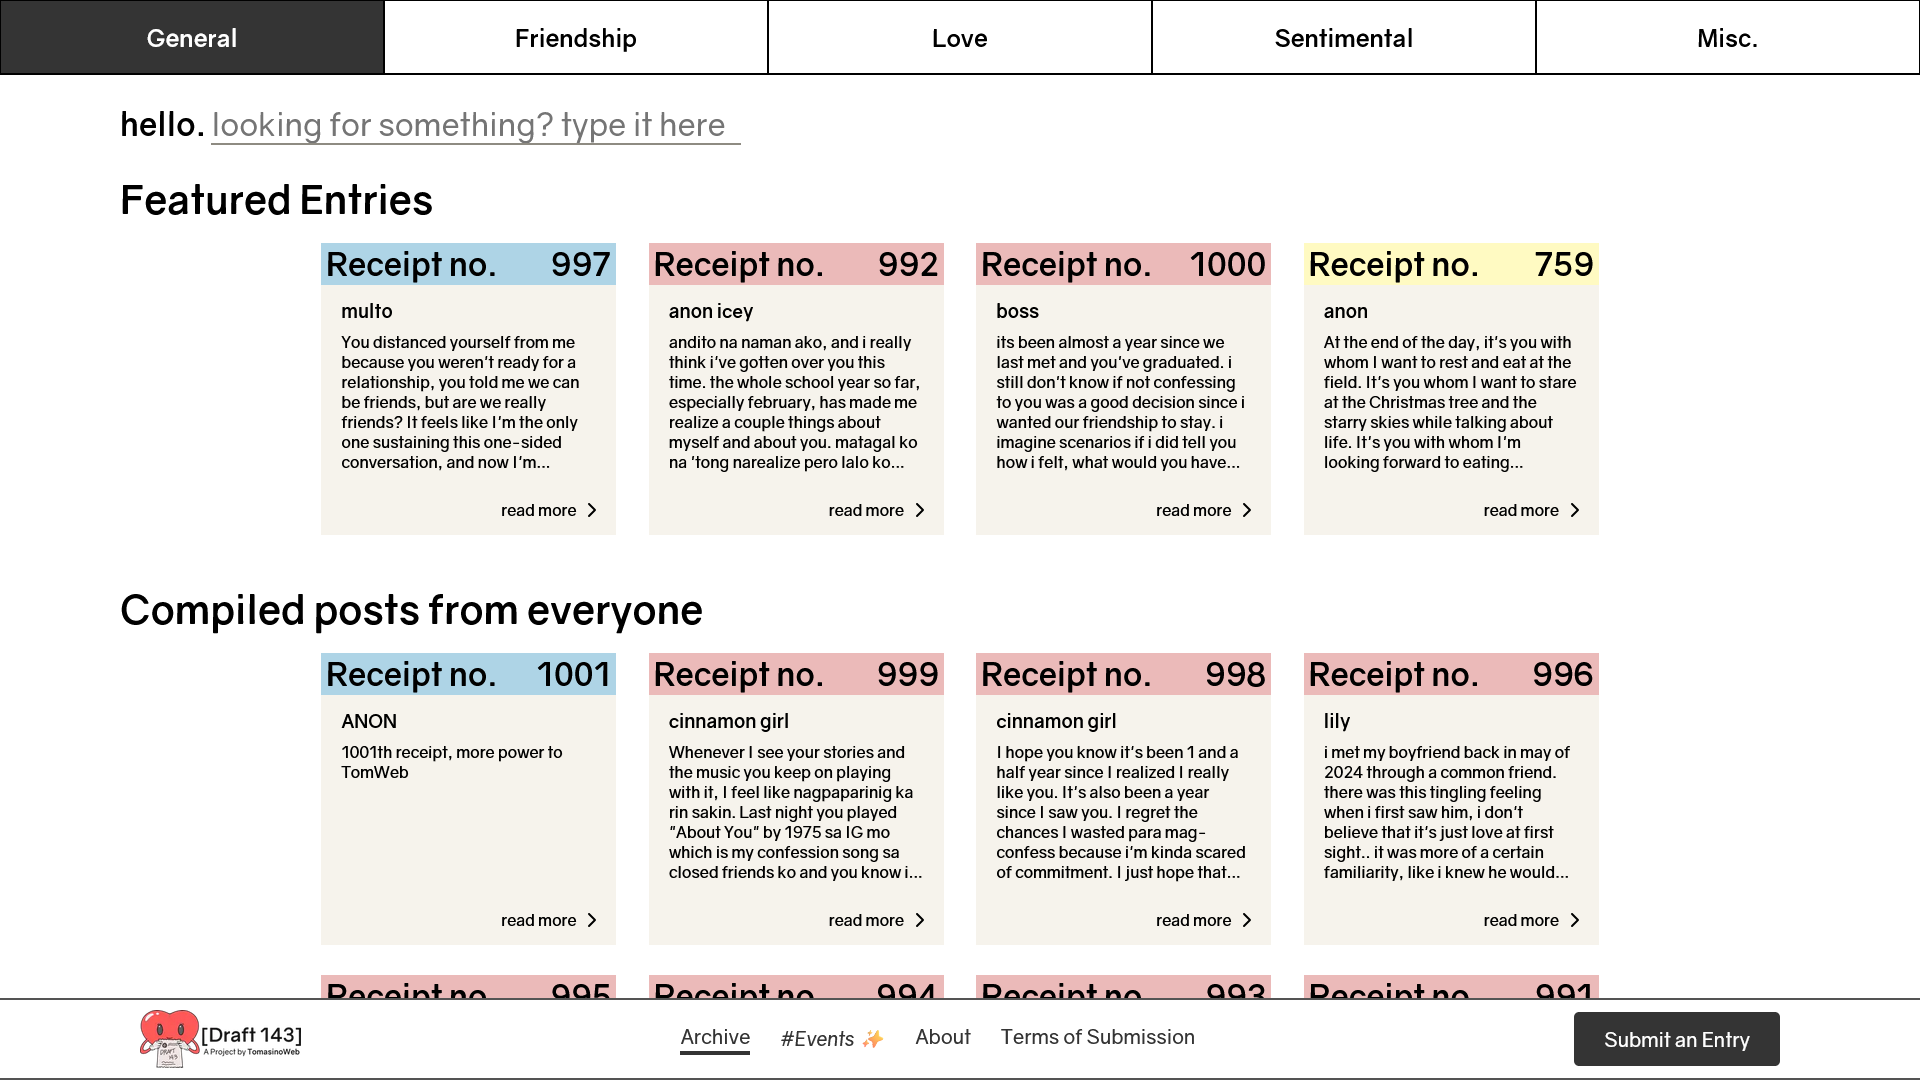 General
Friendship
Love
Sentimental
Misc.
hello. looking for something? type it here
Featured Entries
Receipt no. 997
multo
You distanced yourself from me
because you weren't ready for a
relationship, you told me we can
be friends, but are we really
friends? It feels like I'm the only
one sustaining this one-sided
conversation, and now I'm...
read more
Receipt no. 992
anon icey
andito na naman ako, and i really
think i've gotten over you this
time. the whole school year so far,
especially february, has made me
realize a couple things about
myself and about you. matagal ko
na 'tong narealize pero lalo ko...
read more
Receipt no. 1000
boss
its been almost a year since we
last met and you've graduated. i
still don't know if not confessing
to you was a good decision since i
wanted our friendship to stay. i
imagine scenarios if i did tell you
how i felt, what would you have...
read more
Receipt no. 759
anon
At the end of the day, it's you with
whom I want to rest and eat at the
field. It's you whom I want to stare
at the Christmas tree and the
starry skies while talking about
life. It's you with whom I'm
looking forward to eating...
read more
Compiled posts from everyone
Receipt no. 1001
ANON
1001th receipt, more power to
TomWeb
read more
Receipt no. 999
cinnamon girl
Whenever I see your stories and
the music you keep on playing
with it, I feel like nagpaparinig ka
rin sakin. Last night you played
"About You" by 1975 sa IG mo
which is my confession song sa
closed friends ko and you know i...
read more
Receipt no. 998
cinnamon girl
I hope you know it's been 1 and a
half year since I realized I really
like you. It's also been a year
since I saw you. I regret the
chances I wasted para mag-
confess because i'm kinda scared
of commitment. I just hope that...
read more
Receipt no. 996
lily
i met my boyfriend back in may of
2024 through a common friend.
there was this tingling feeling
when i first saw him, i don't
believe that it's just love at first
sight.. it was more of a certain
familiarity, like i knew he would...
read more
Receipt no. 995
Receipt no. 994
Receipt no. 993
Receipt no. 991
DRAFT
143
[Draft 143]
A Project by TomasinoWeb
Archive
#Events ✨
About
Terms of Submission
Submit an Entry